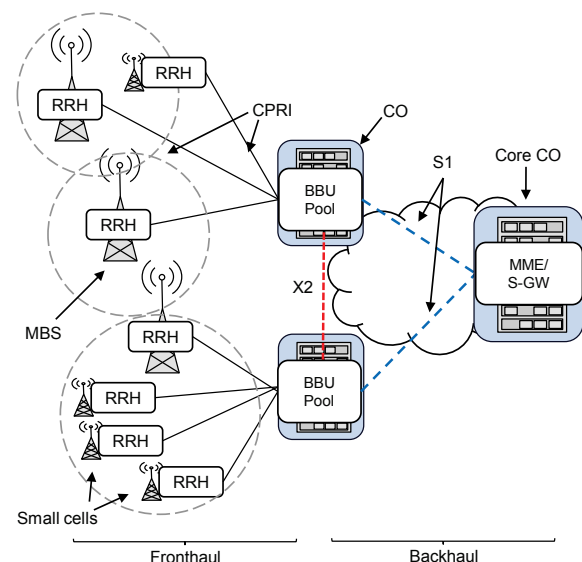 RRH
RRH
CPRI
CO
S1
Core CO
BBU
Pool
RRH
MME/
S-GW
X2
MBS
RRH
BBU
Pool
RRH
RRH
RRH
Small cells
Fronthaul
Backhaul